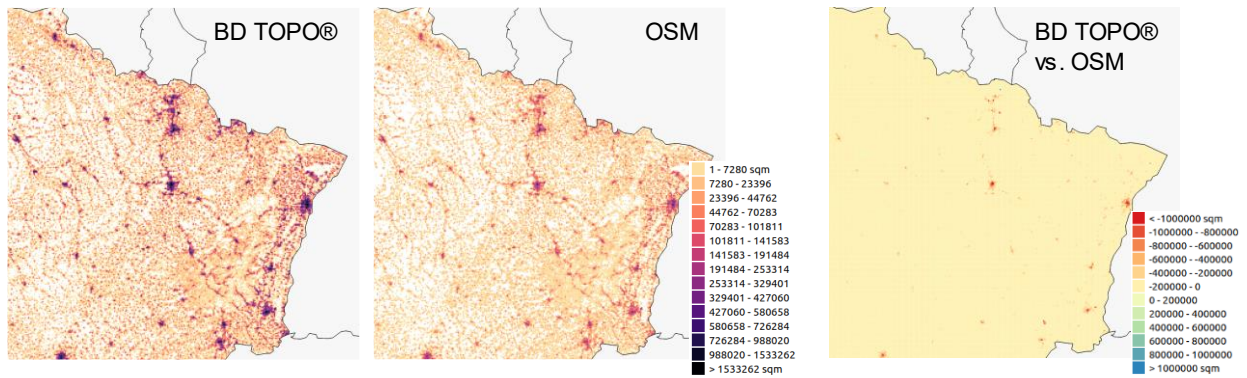 BD TOPO®
OSM
1 - 7280 sqm
7280 - 23396
23396 - 44762
44762 - 70283
70283 - 101811
101811 - 141583
141583 - 191484
191484 - 253314
253314 - 329401
329401 - 427060
427060 - 580658
580658 - 726284
726284 - 988020
988020 - 1533262
> 1533262 sqm
BD TOPO®
vs. OSM
< -1000000 sqm
-1000000 - -800000
-800000 - -600000
-600000 - -400000
-400000 - -200000
-200000 - 0
0 - 200000
200000 - 400000
400000 - 600000
600000 - 800000
800000 - 1000000
> 1000000 sqm